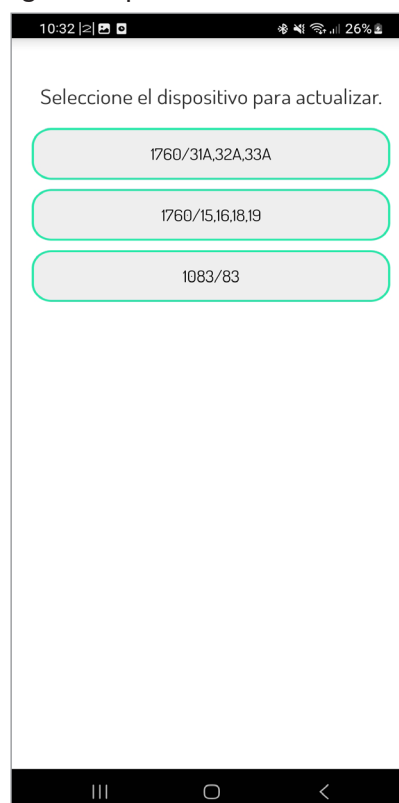 10:32
26%
Seleccione el dispositivo para actualizar.
1760/31A,32A,33A
1760/15,16,18,19
1083/83